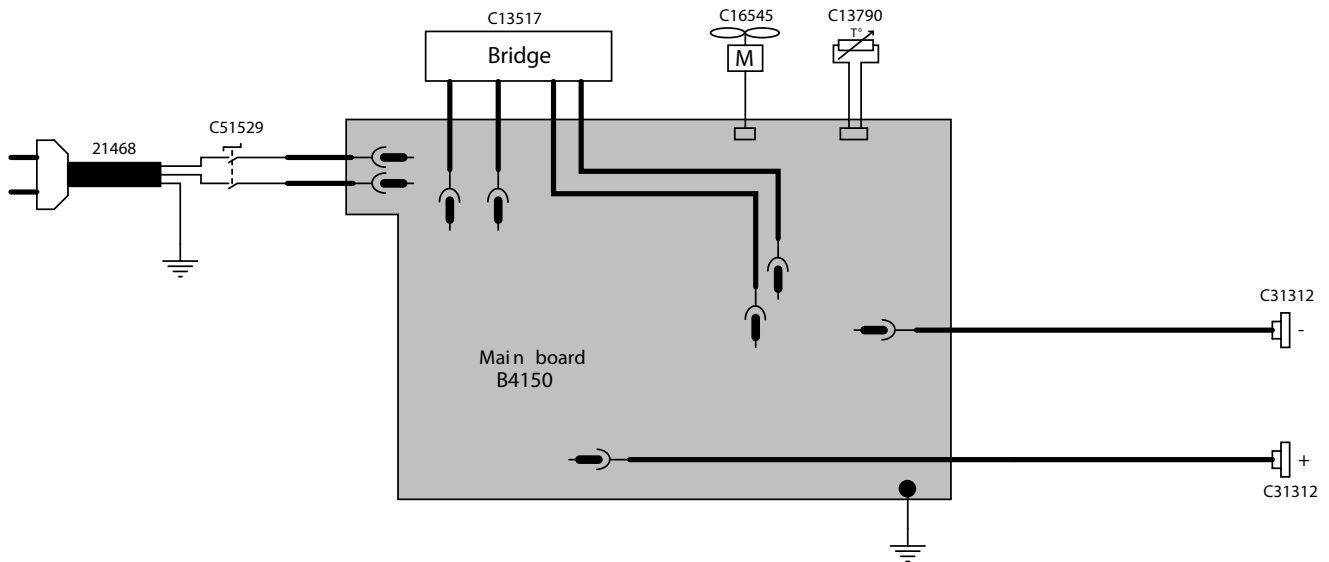 C13517
C16545
C13790
T°
Bridge
M
C51529
21468
C31312
-
Main board
B4150
+
C31312